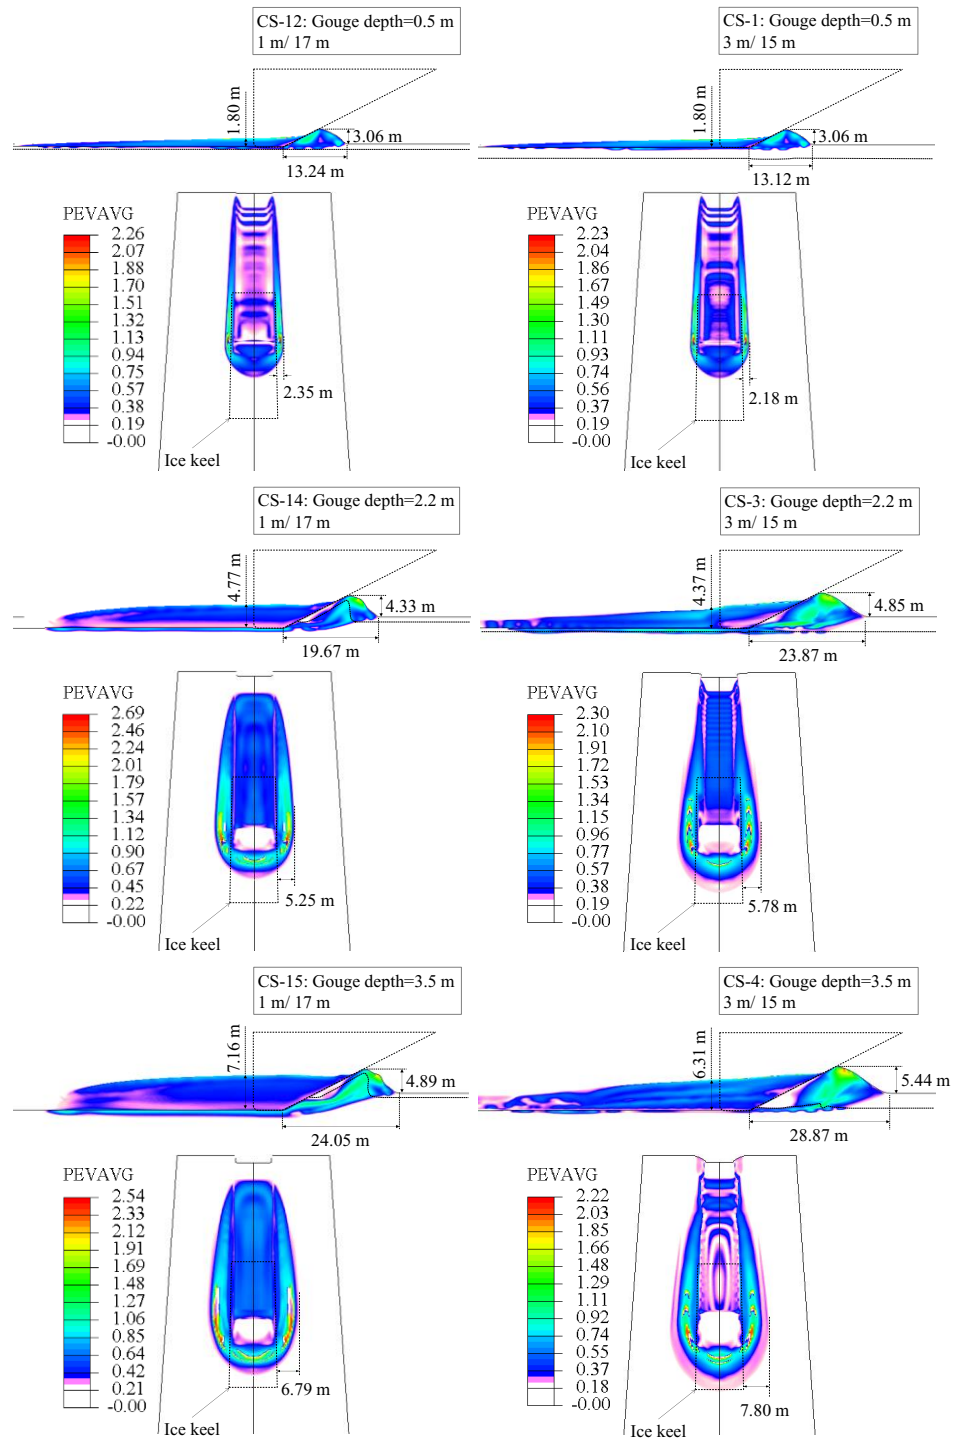 CS-12: Gouge depth=0.5 m
1 m/ 17 m
1.80 m
3.06 m
13.24 m
PEVAVG
2.26
2.07
1.88
1.70
1.51
1.32
1.13
0.94
0.75
0.57
0.38
0.19
-0.00
2.35 m
Ice keel
CS-1: Gouge depth=0.5 m
3 m/ 15 m
1.80 m
3.06 m
13.12 m
PEVAVG
2.23
2.04
1.86
1.67
1.49
1.30
1.11
0.93
0.74
0.56
0.37
0.19
-0.00
2.18 m
Ice keel
CS-14: Gouge depth=2.2 m
1 m/ 17 m
4.77 m
4.33 m
19.67 m
PEVAVG
2.69
2.46
2.24
2.01
1.79
1.57
1.34
1.12
0.90
0.67
0.45
0.22
-0.00
5.25 m
Ice keel
CS-3: Gouge depth=2.2 m
3 m/ 15 m
4.37 m
4.85 m
23.87 m
PEVAVG
2.30
2.10
1.91
1.72
1.53
1.34
1.15
0.96
0.77
0.57
0.38
0.19
-0.00
5.78 m
Ice keel
CS-15: Gouge depth=3.5 m
1 m/ 17 m
7.16 m
4.89 m
24.05 m
PEVAVG
2.54
2.33
2.12
1.91
1.69
1.48
1.27
1.06
0.85
0.64
0.42
0.21
-0.00
6.79 m
Ice keel
CS-4: Gouge depth=3.5 m
3 m/ 15 m
6.31 m
5.44 m
28.87 m
PEVAVG
2.22
2.03
1.85
1.66
1.48
1.29
1.11
0.92
0.74
0.55
0.37
0.18
-0.00
7.80 m
Ice keel